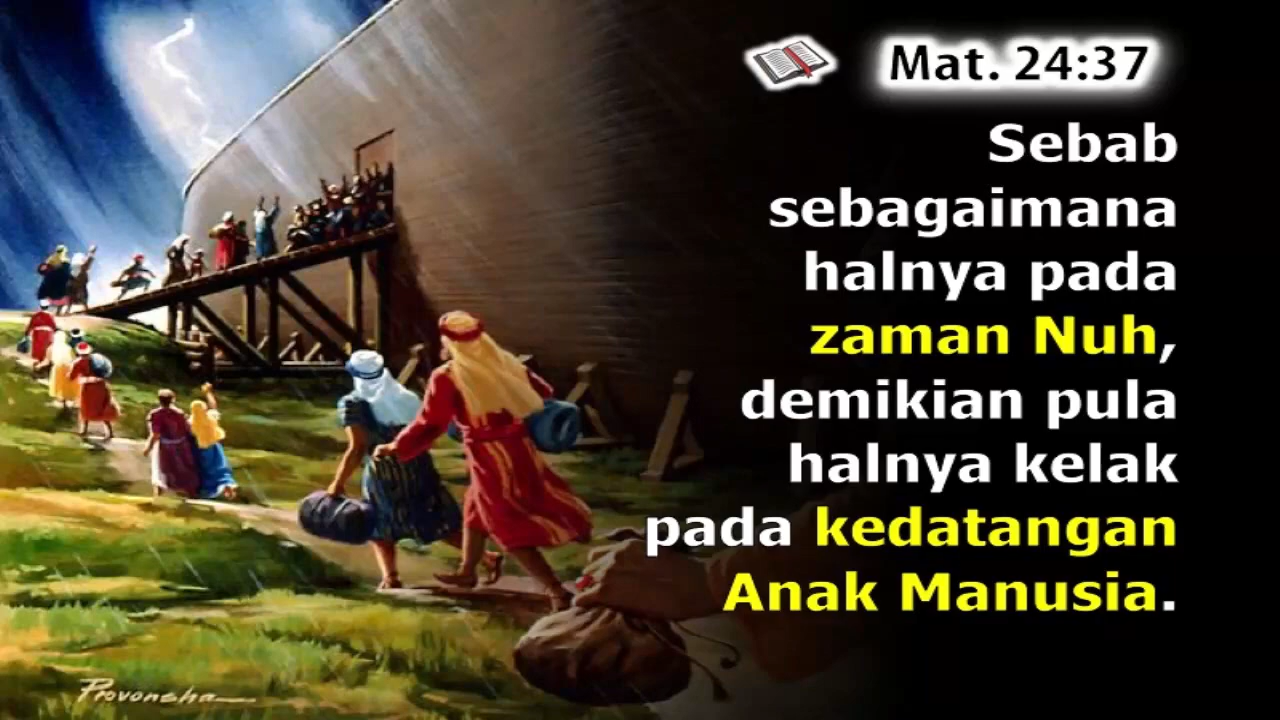 Mat. 24:37
Sebab
sebagaimana
halnya pada
zaman Nuh,
demikian pula
halnya kelak
pada kedatangan
Anak Manusia.
Provonsha